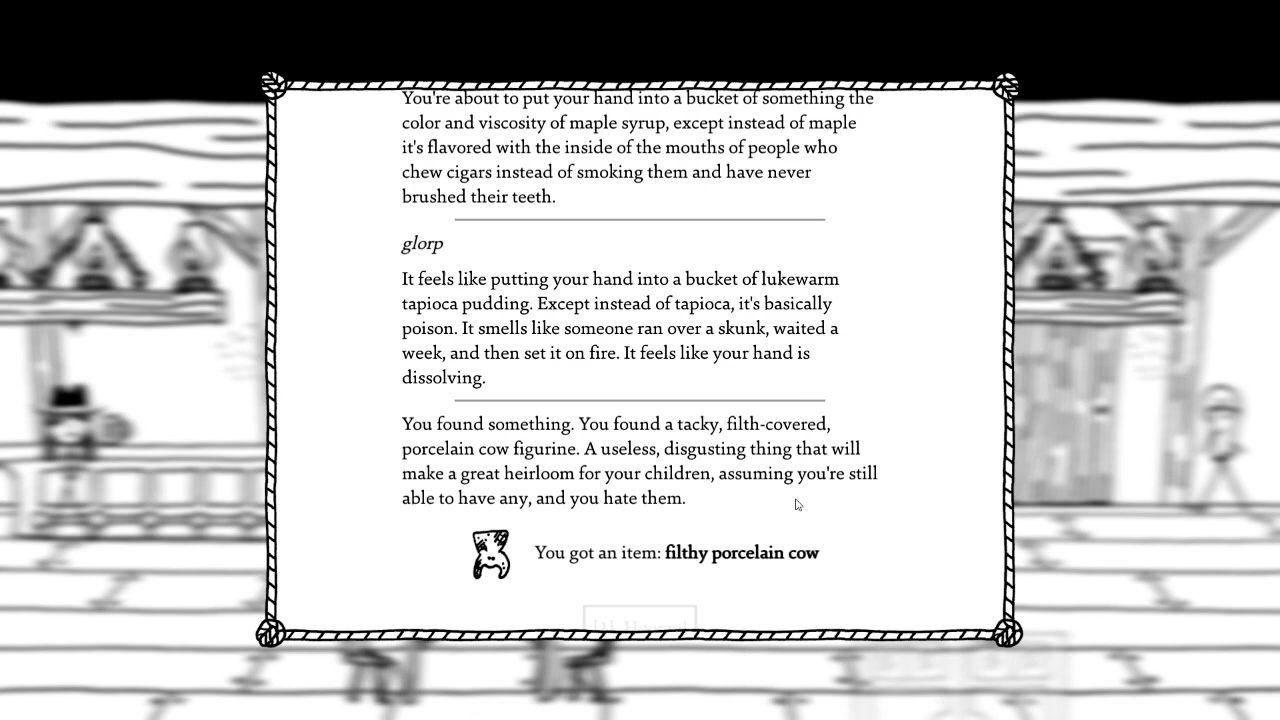 You're about to put your hand into a bucket of something the
color and viscosity of maple syrup, except instead of maple
it's flavored with the inside of the mouths of people who
chew cigars instead of smoking them and have never
brushed their teeth.
glorp
It feels like putting your hand into a bucket of lukewarm
tapioca pudding. Except instead of tapioca, it's basically
poison. It smells like someone ran over a skunk, waited a
week, and then set it on fire. It feels like your hand is
dissolving.
You found something. You found a tacky, filth-covered,
porcelain cow figurine. A useless, disgusting thing that will
make a great heirloom for your children, assuming you're still
able to have any, and you hate them.
You got an item: filthy porcelain cow